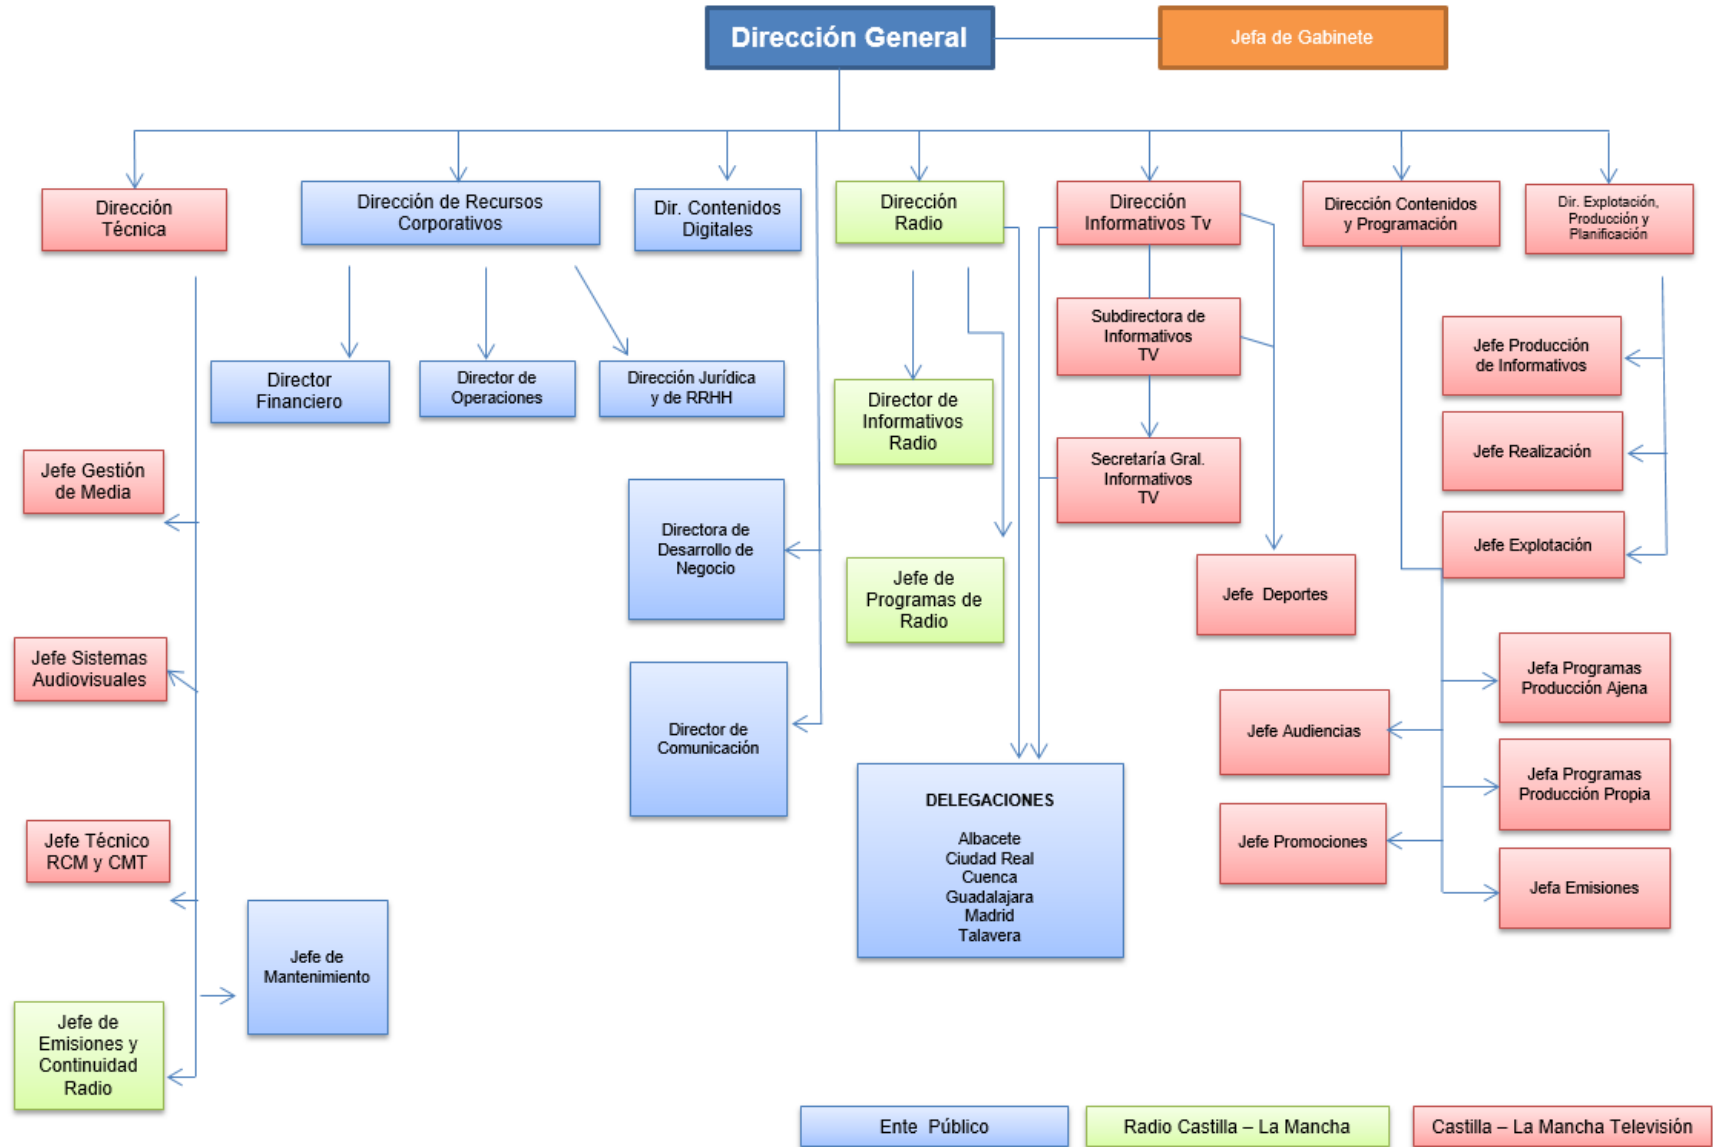 Dirección General
Jefa de Gabinete
Dirección
Técnica
Dirección de Recursos
Corporativos
Dir. Contenidos
Digitales
Dirección
Radio
Dirección
Informativos Tv
Dirección Contenidos
y Programación
Dir. Explotación,
Producción y
Planificación
Director
Financiero
Director de
Operaciones
Dirección Jurídica
y de RRHH
Director de
Informativos
Radio
Subdirectora de
Informativos
TV
Secretaría Gral.
Informativos
TV
Jefe Producción
de Informativos
Jefe Realización
Jefe Explotación
Jefe Gestión
de Media
Directora de
Desarrollo de
Negocio
Jefe de
Programas de
Radio
Jefe Deportes
Jefe Sistemas
Audiovisuales
Director de
Comunicación
Jefe Audiencias
Jefa Programas
Producción Ajena
Jefe Promociones
Jefa Programas
Producción Propia
Jefa Emisiones
DELEGACIONES
Albacete
Ciudad Real
Cuenca
Guadalajara
Madrid
Talavera
Jefe Técnico
RCM y CMT
Jefe de
Mantenimiento
Jefe de
Emisiones y
Continuidad
Radio
Ente Público
Radio Castilla – La Mancha
Castilla – La Mancha Televisión